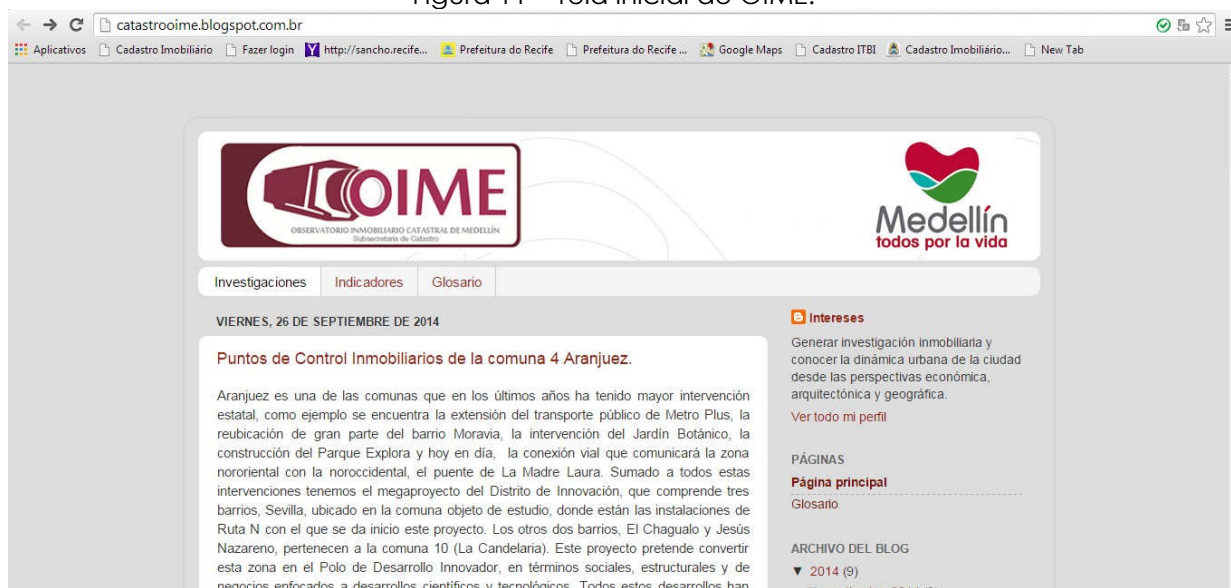 catastrooime.blogspot.com.br
Aplicativos Cadastro Imobiliário Fazer login http://sancho.recife... Prefeitura do Recife Prefeitura do Recife ... Google Maps Cadastro ITBI Cadastro Imobiliário... New Tab
OIME
OBSERVATORIO INMOBILIARIO CATASTRAL DE MEDELLÍN
Subsecretaría de Catastro
Medellín
todos por la vida
Investigaciones Indicadores Glosario
VIERNES, 26 DE SEPTIEMBRE DE 2014
Puntos de Control Inmobiliarios de la comuna 4 Aranjuez.
Aranjuez es una de las comunas que en los últimos años ha tenido mayor intervención
estatal, como ejemplo se encuentra la extensión del transporte público de Metro Plus, la
reubicación de gran parte del barrio Moravia, la intervención del Jardín Botánico, la
construcción del Parque Explora y hoy en día, la conexión vial que comunicará la zona
nororiental con la noroccidental, el puente de La Madre Laura. Sumado a todos estas
intervenciones tenemos el megaproyecto del Distrito de Innovación, que comprende tres
barrios, Sevilla, ubicado en la comuna objeto de estudio, donde están las instalaciones de
Ruta N con el que se da inicio este proyecto. Los otros dos barrios, El Chagualo y Jesús
Nazareno, pertenecen a la comuna 10 (La Candelaria). Este proyecto pretende convertir
esta zona en el Polo de Desarrollo Innovador, en términos sociales, estructurales y de
negocios enfocados a desarrollos científicos y tecnológicos. Todos estos desarrollos han
Intereses
Generar investigación inmobiliaria y
conocer la dinámica urbana de la ciudad
desde las perspectivas económica,
arquitectónica y geográfica.
Ver todo mi perfil
PÁGINAS
Página principal
Glosario
ARCHIVO DEL BLOG
▼ 2014 (9)